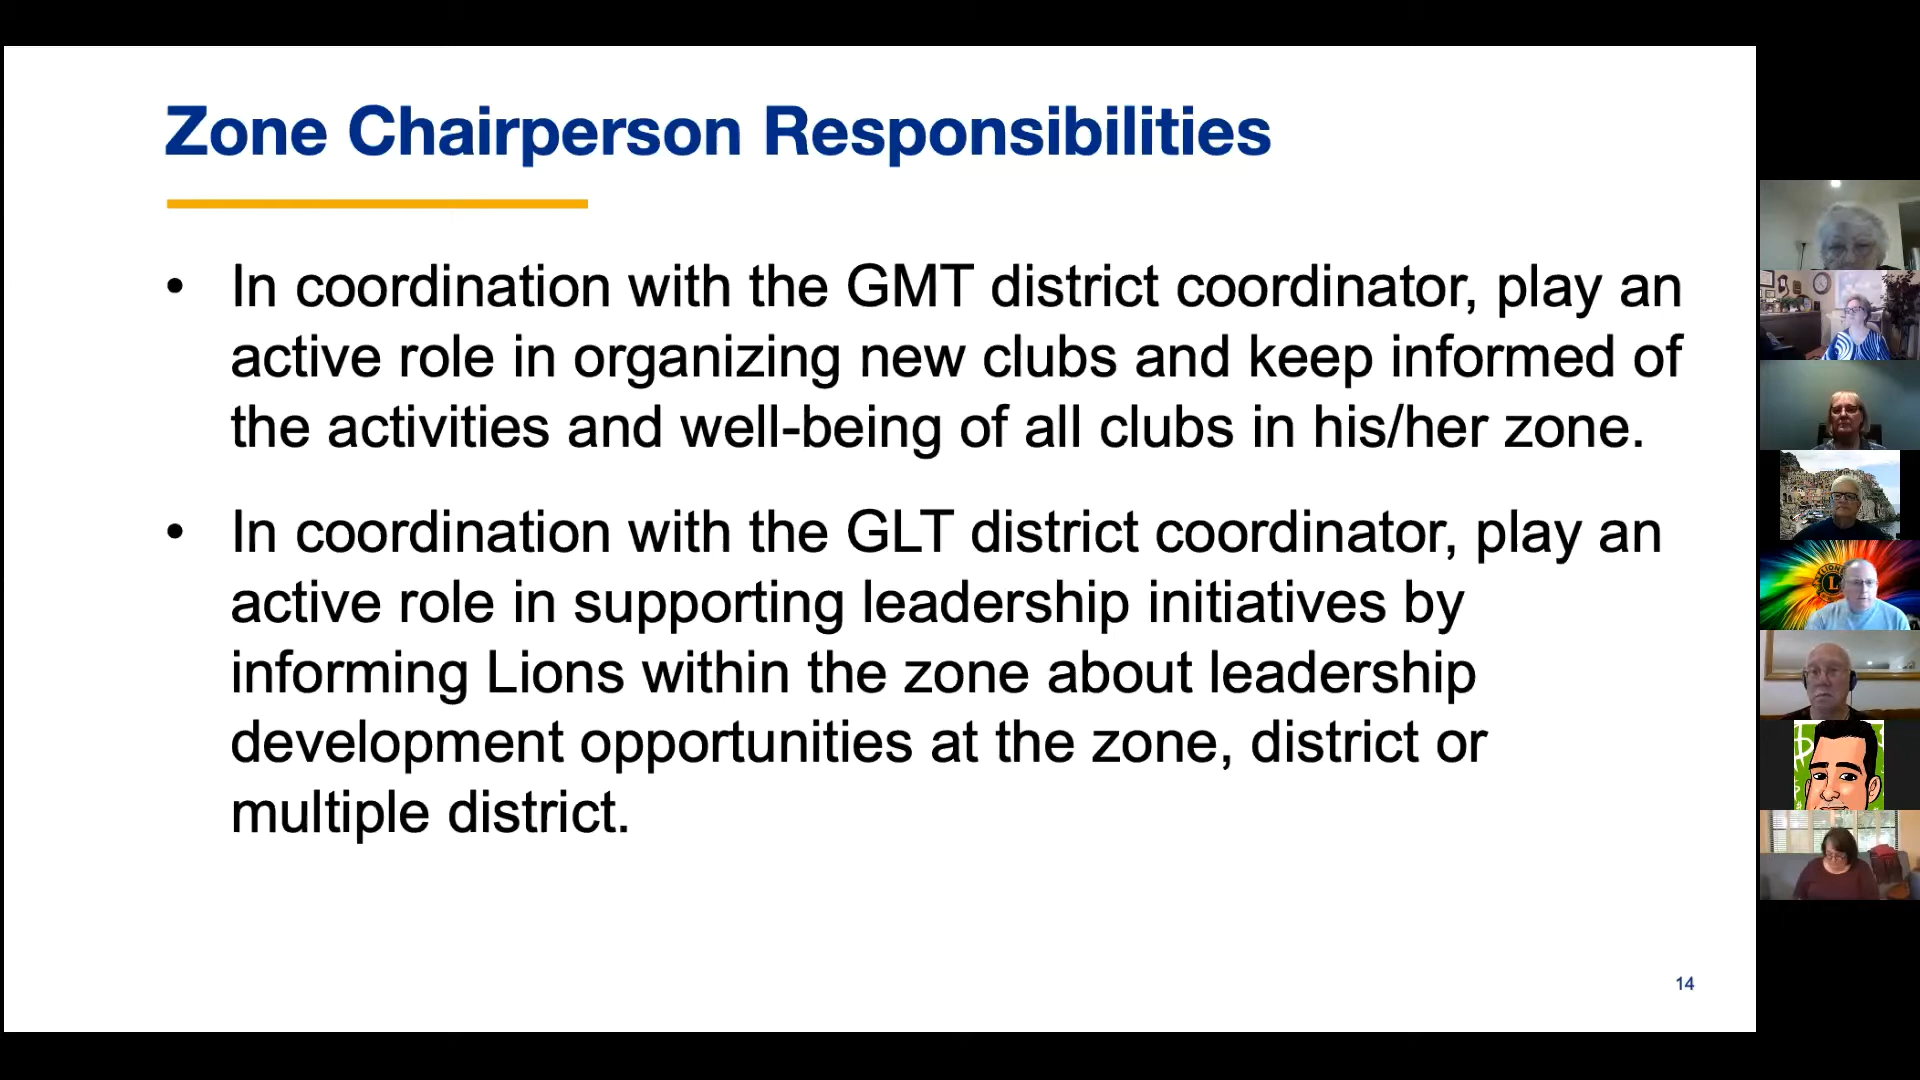 Zone Chairperson Responsibilities
• In coordination with the GMT district coordinator, play an
active role in organizing new clubs and keep informed of
the activities and well-being of all clubs in his/her zone.
• In coordination with the GLT district coordinator, play an
active role in supporting leadership initiatives by
informing Lions within the zone about leadership
development opportunities at the zone, district or
multiple district.
14
LIONS
L